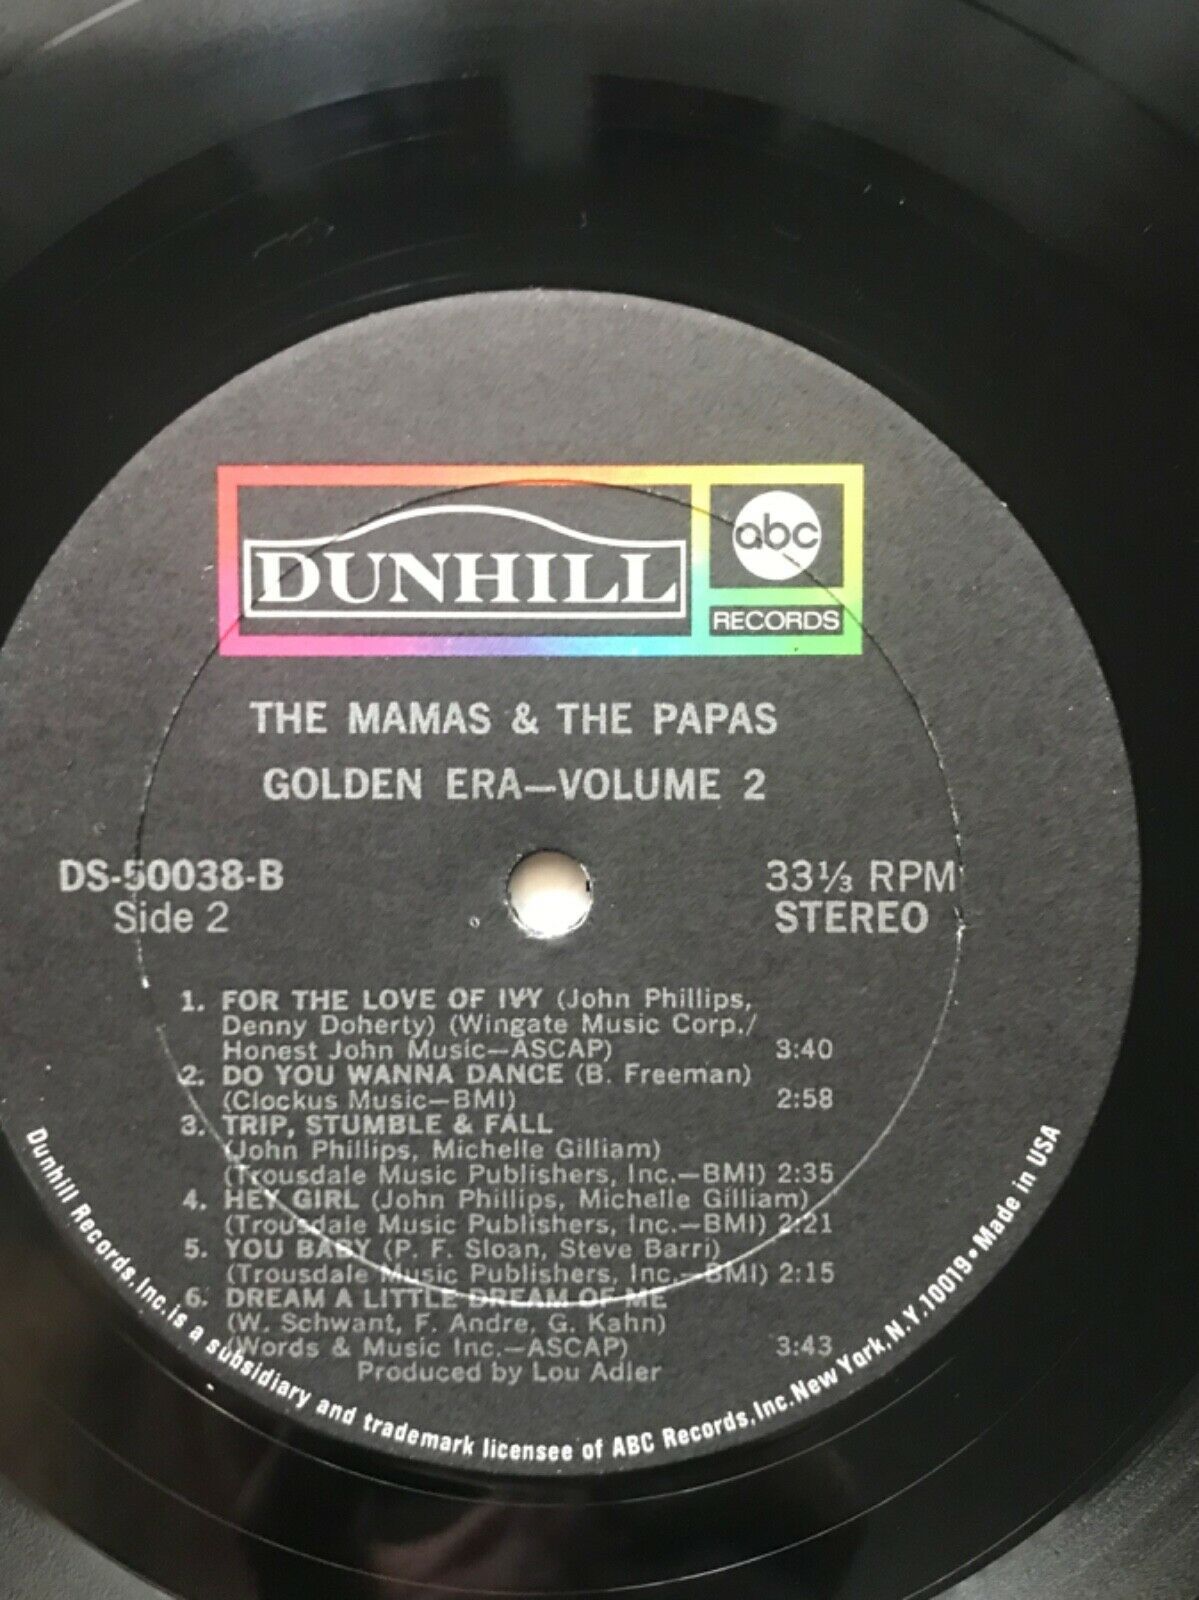 DUNHILL
abc
RECORDS
THE MAMAS & THE PAPAS
GOLDEN ERA—VOLUME 2
DS-50038-B
Side 2
33⅓ RPM
STEREO
1. FOR THE LOVE OF IVY (John Phillips,
Denny Doherty) (Wingate Music Corp./
Honest John Music—ASCAP) 3:40
2. DO YOU WANNA DANCE (B. Freeman)
(Clockus Music—BMI) 2:58
3. TRIP, STUMBLE & FALL
(John Phillips, Michelle Gilliam)
(Trousdale Music Publishers, Inc.—BMI) 2:35
4. HEY GIRL (John Phillips, Michelle Gilliam)
(Trousdale Music Publishers, Inc.—BMI) 2:21
5. YOU BABY (P. F. Sloan, Steve Barri)
(Trousdale Music Publishers, Inc.—BMI) 2:15
6. DREAM A LITTLE DREAM OF ME
(W. Schwant, F. Andre, G. Kahn)
(Words & Music Inc.—ASCAP) 3:43
Produced by Lou Adler
Dunhill Records, Inc. is a subsidiary and trademark licensee of ABC Records, Inc. New York, N.Y. 10019 • Made in USA